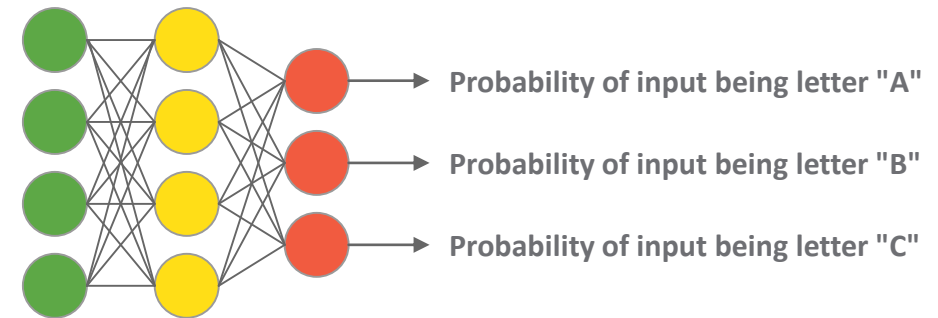 Probability of input being letter "A"
Probability of input being letter "B"
Probability of input being letter "C"